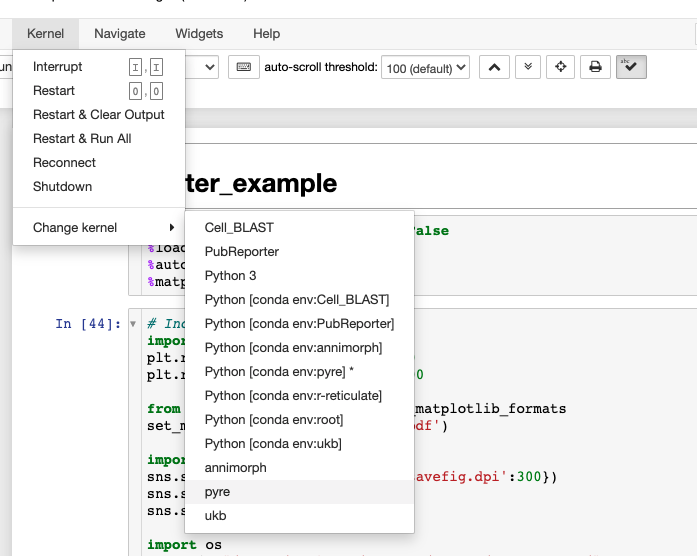 Kernel Navigate Widgets Help
Interrupt I , I
Restart 0 , 0
Restart & Clear Output
Restart & Run All
Reconnect
Shutdown
Change kernel
auto-scroll threshold: 100 (default)
abc
ter_example
Cell_BLAST
PubReporter
Python 3
Python [conda env:Cell_BLAST]
Python [conda env:PubReporter]
Python [conda env:annimorph]
Python [conda env:pyre] *
Python [conda env:r-reticulate]
Python [conda env:root]
Python [conda env:ukb]
annimorph
pyre
ukb
alse
%load
%auto
%matp
In [44]:
# In
impor
plt.r
plt.r 0
from matplotlib_formats
set_m df')
impor
sns.s avefig.dpi':300})
sns.s
sns.s
import os